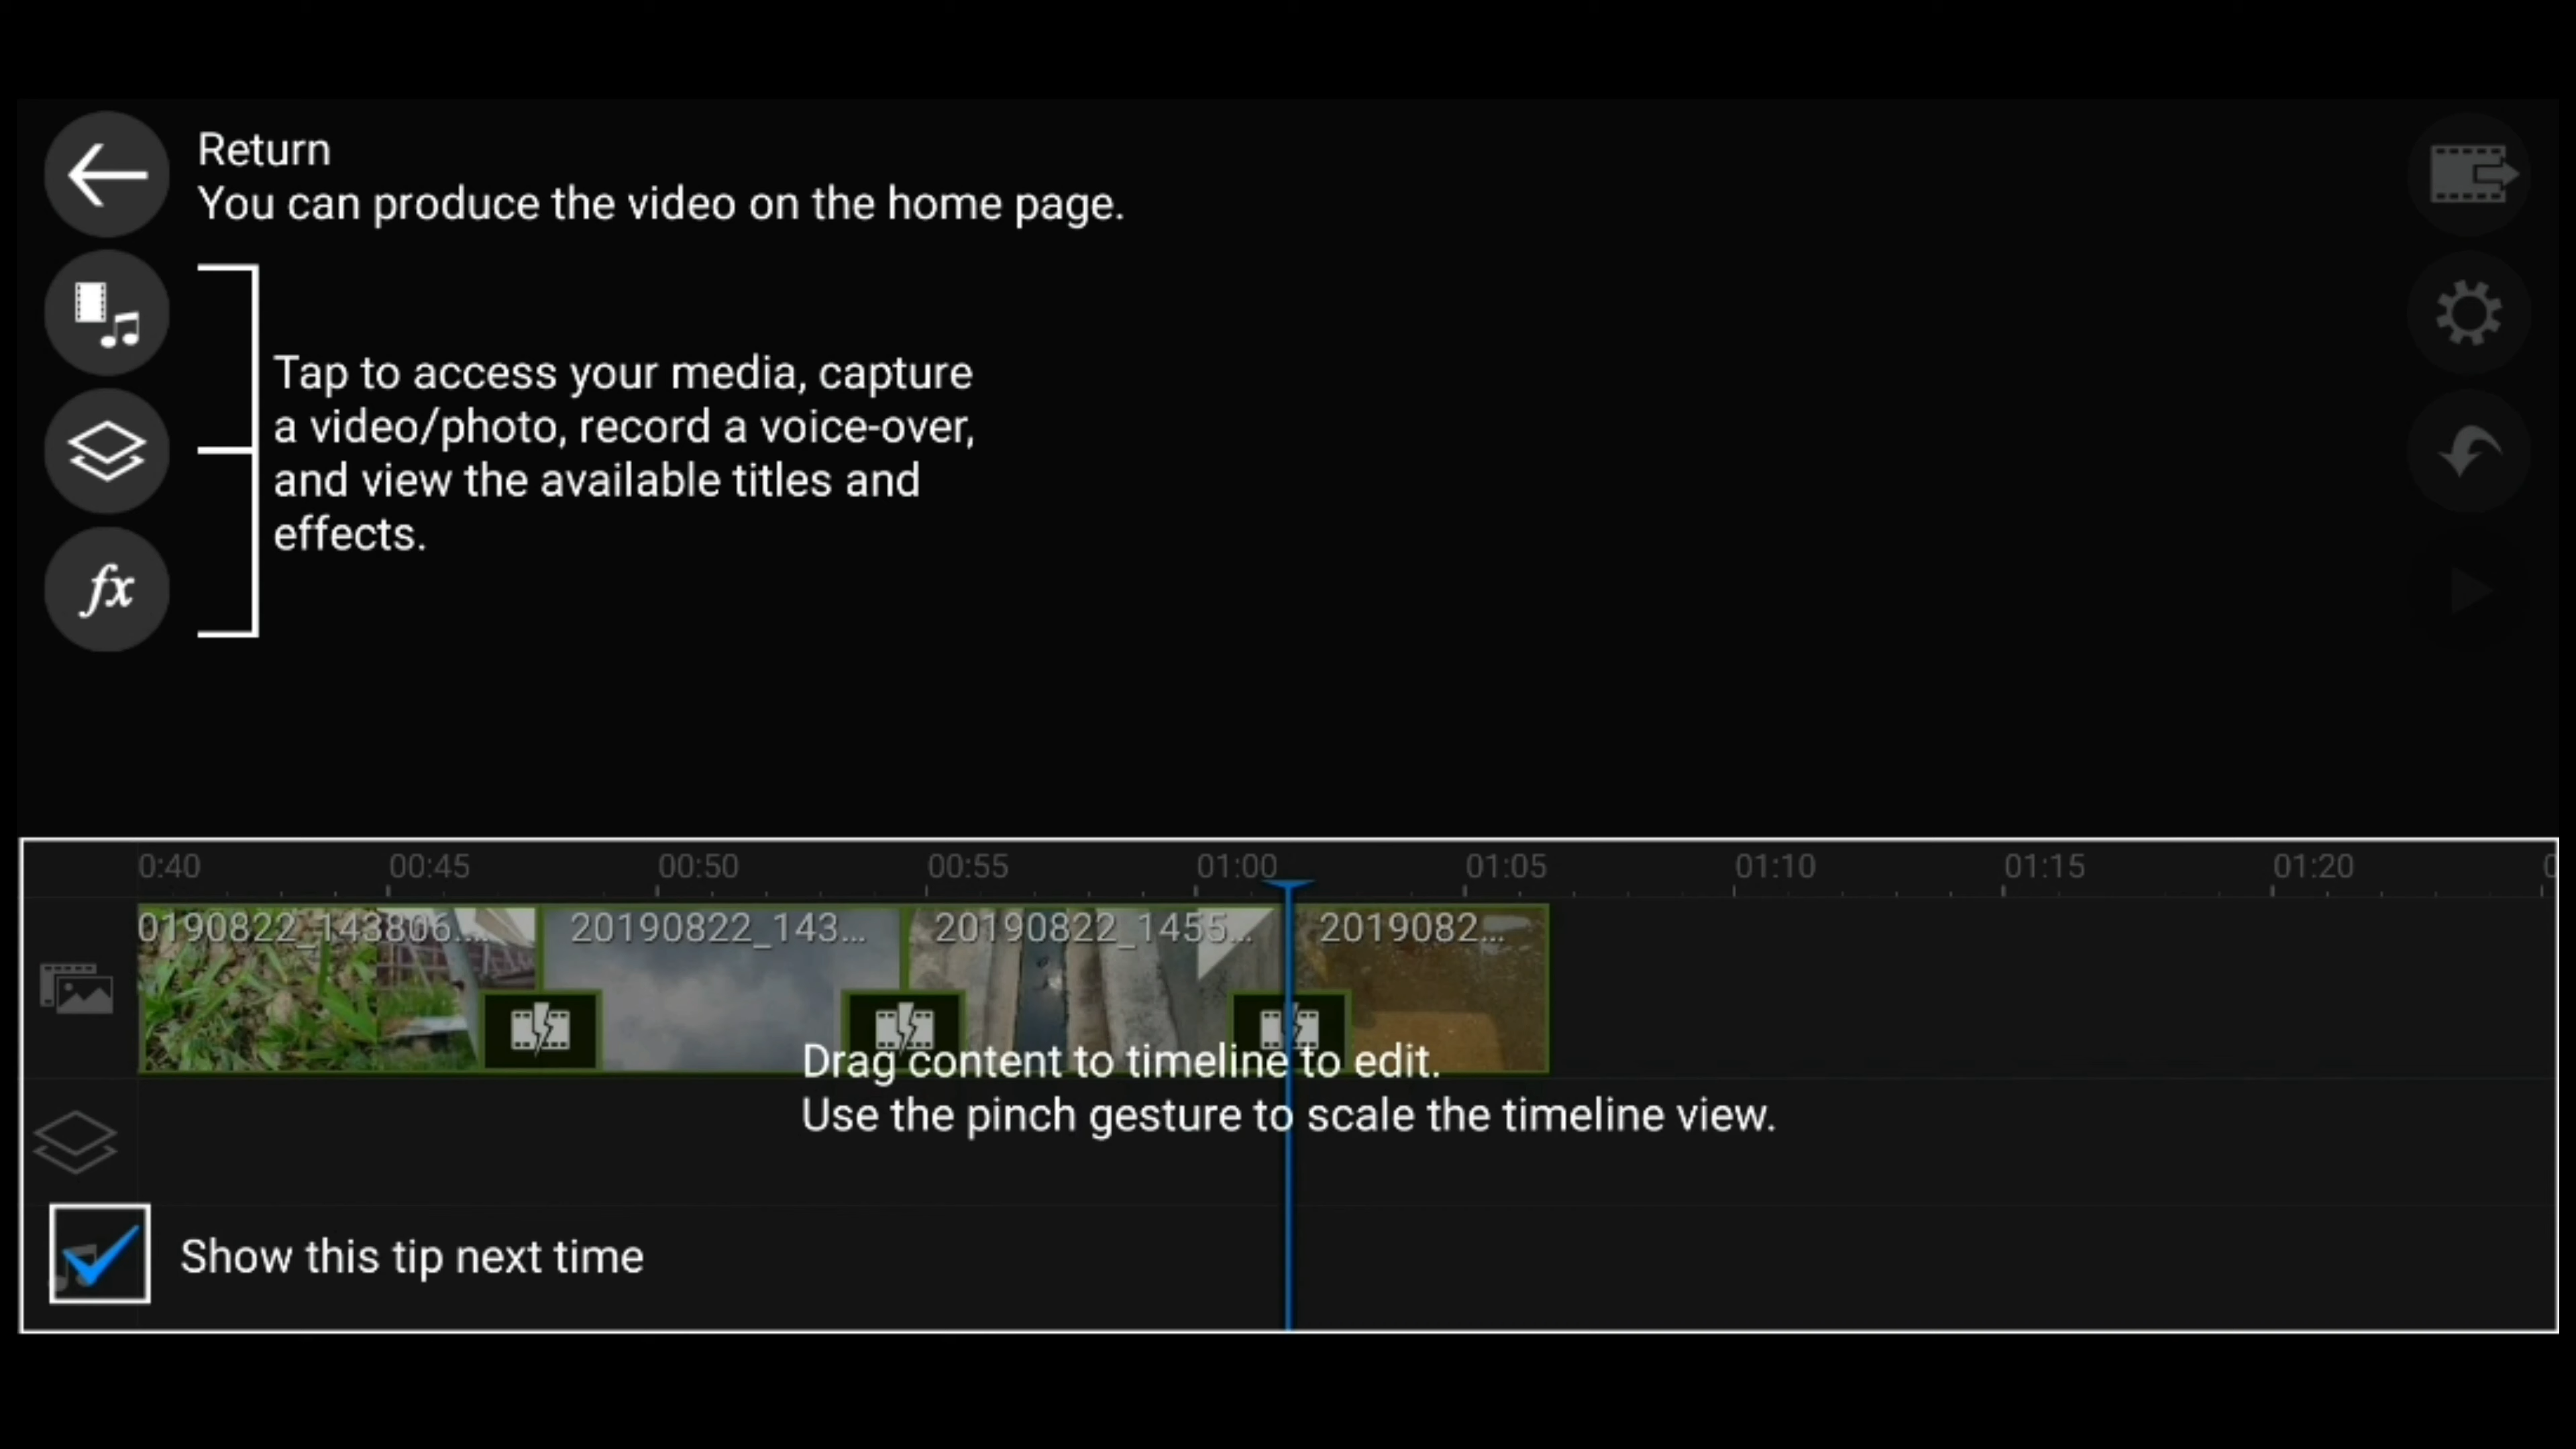 Return
You can produce the video on the home page.
Tap to access your media, capture
a video/photo, record a voice-over,
and view the available titles and
effects.
fx
0:40 00:45 00:50 00:55 01:00 01:05 01:10 01:15 01:20 0
0190822_143806.... 20190822_143... 20190822_1455... 2019082...
Drag content to timeline to edit.
Use the pinch gesture to scale the timeline view.
Show this tip next time